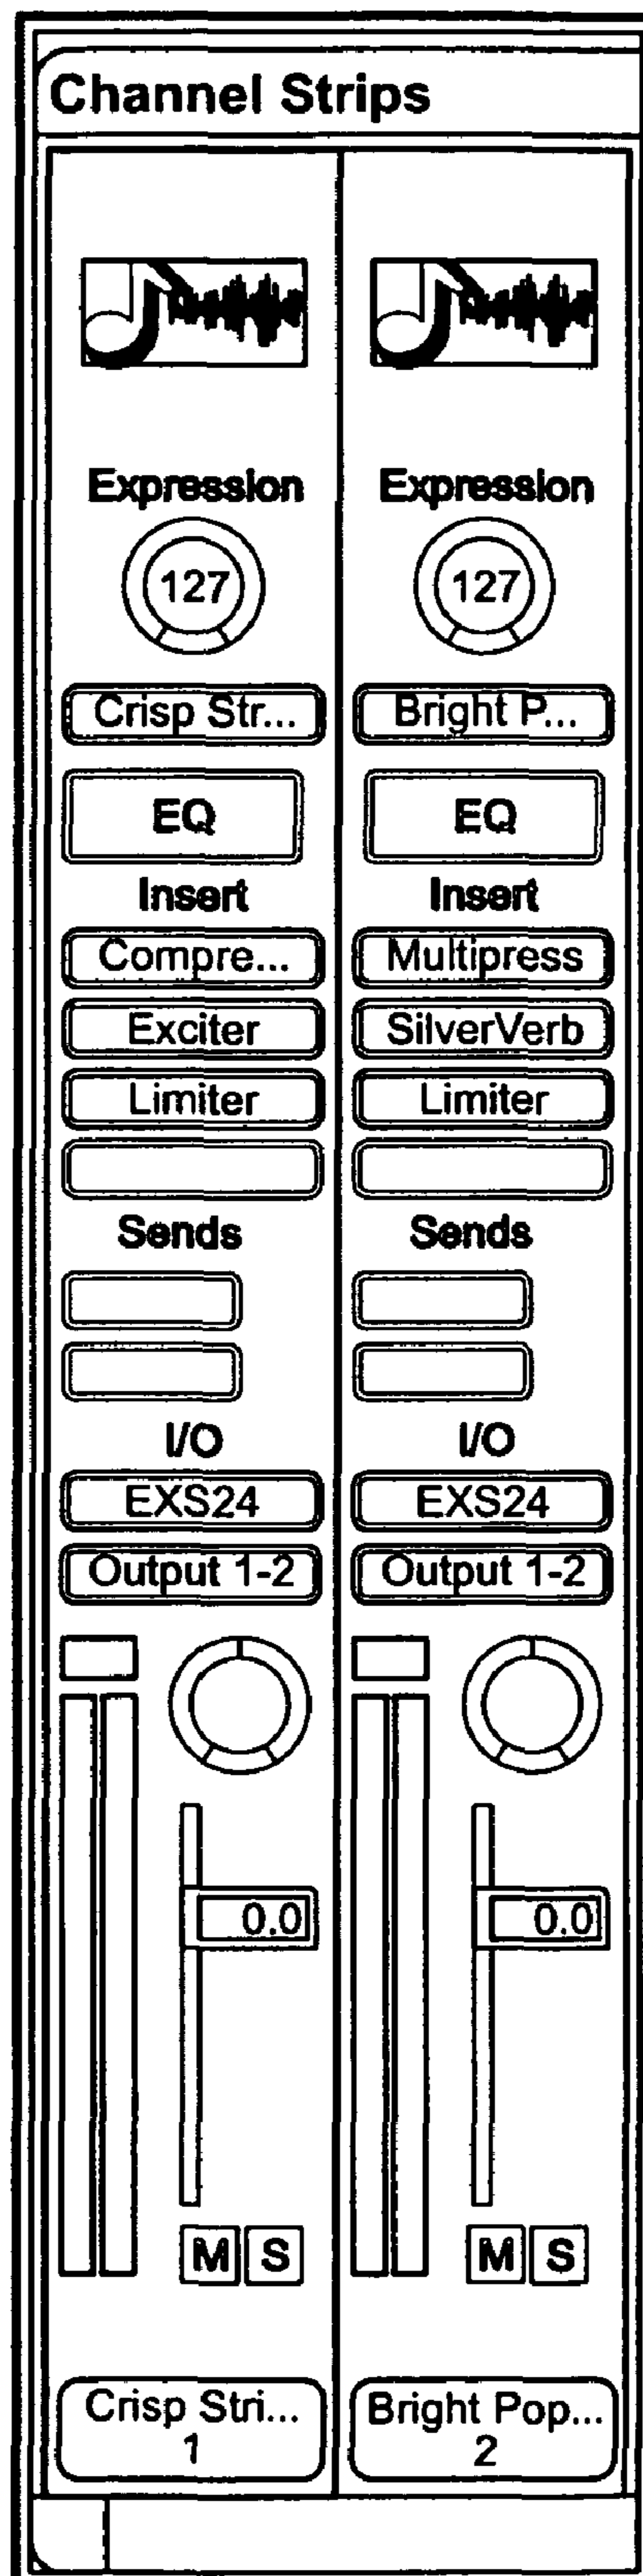 Channel Strips
Expression
127
Crisp Str...
EQ
Insert
Compre...
Exciter
Limiter
Sends
I/O
EXS24
Output 1-2
0.0
M S
Crisp Stri...
1
Expression
127
Bright P...
EQ
Insert
Multipress
SilverVerb
Limiter
Sends
I/O
EXS24
Output 1-2
0.0
M S
Bright Pop...
2